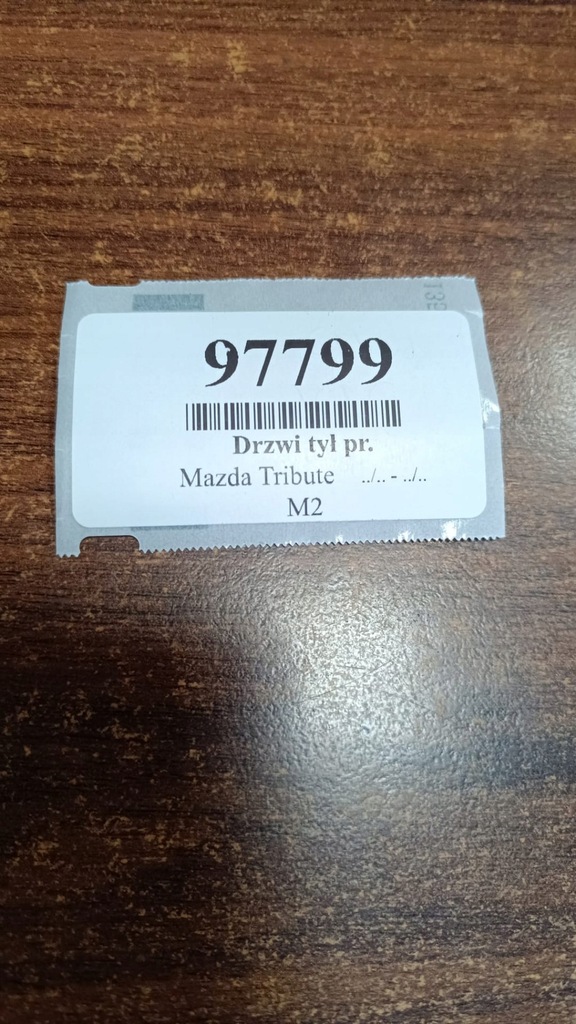 97799
Drzwi tył pr.
Mazda Tribute ../.. - ../..
M2